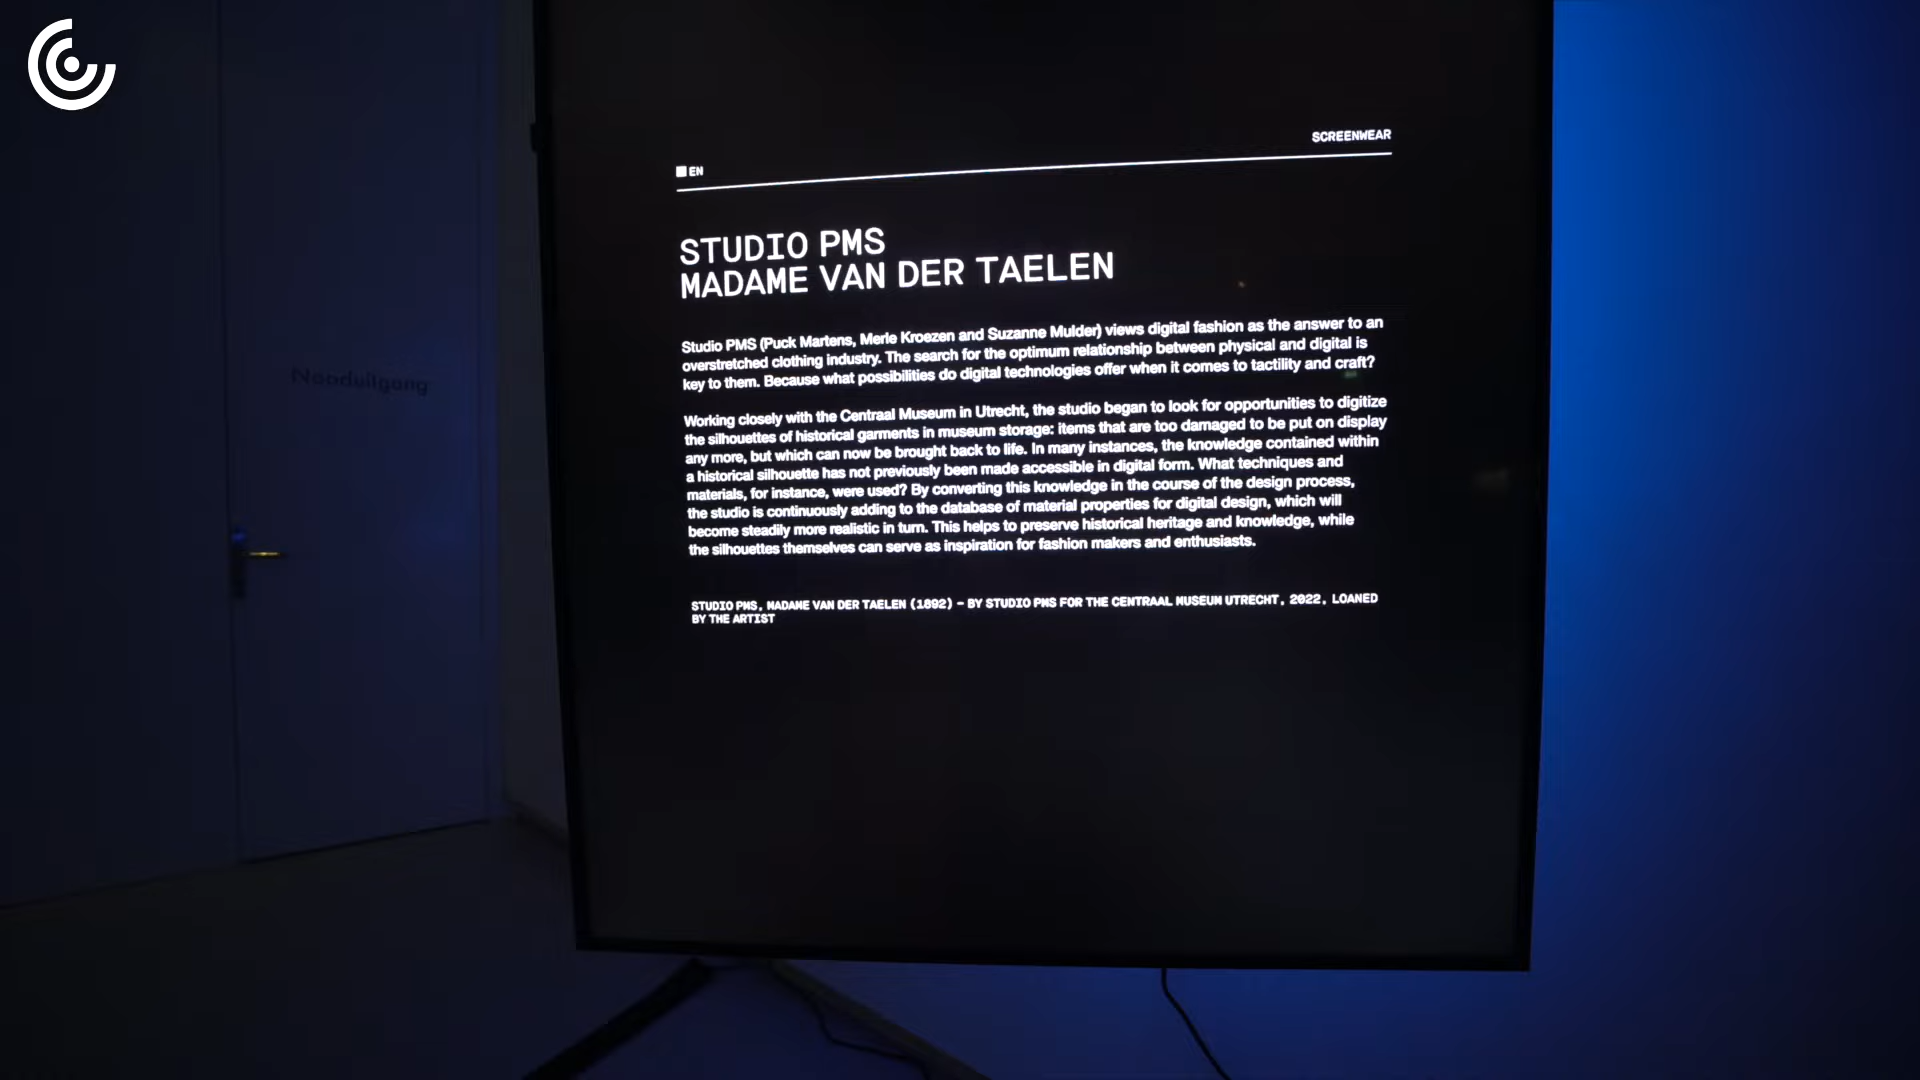 SCREENWEAR
EN
STUDIO PMS
MADAME VAN DER TAELEN
Studio PMS (Puck Martens, Merle Kroezen and Suzanne Mulder) views digital fashion as the answer to an
overstretched clothing industry. The search for the optimum relationship between physical and digital is
key to them. Because what possibilities do digital technologies offer when it comes to tactility and craft?
Working closely with the Centraal Museum in Utrecht, the studio began to look for opportunities to digitize
the silhouettes of historical garments in museum storage: items that are too damaged to be put on display
any more, but which can now be brought back to life. In many instances, the knowledge contained within
a historical silhouette has not previously been made accessible in digital form. What techniques and
materials, for instance, were used? By converting this knowledge in the course of the design process,
the studio is continuously adding to the database of material properties for digital design, which will
become steadily more realistic in turn. This helps to preserve historical heritage and knowledge, while
the silhouettes themselves can serve as inspiration for fashion makers and enthusiasts.
STUDIO PMS, MADAME VAN DER TAELEN (1892) – BY STUDIO PMS FOR THE CENTRAAL MUSEUM UTRECHT, 2022, LOANED
BY THE ARTIST
Nooduitgang